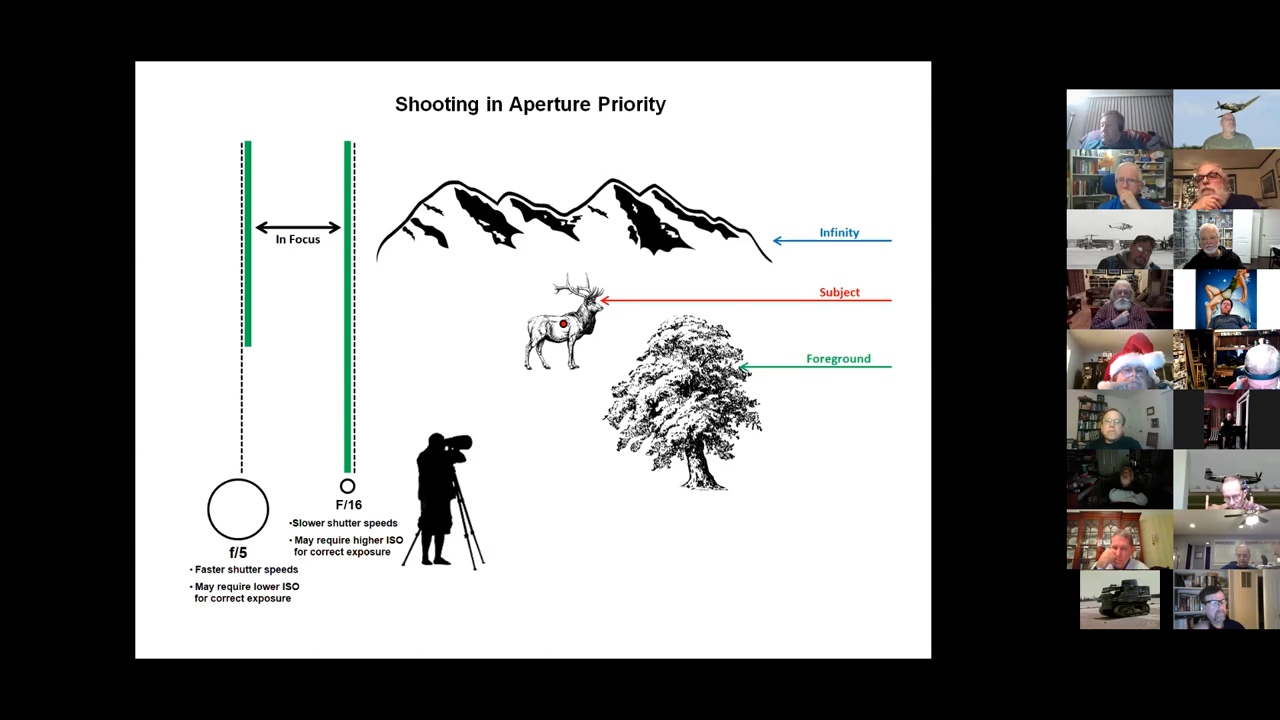 Shooting in Aperture Priority
In Focus
Infinity
Subject
Foreground
F/16
•Slower shutter speeds
• May require higher ISO
for correct exposure
f/5
• Faster shutter speeds
• May require lower ISO
for correct exposure